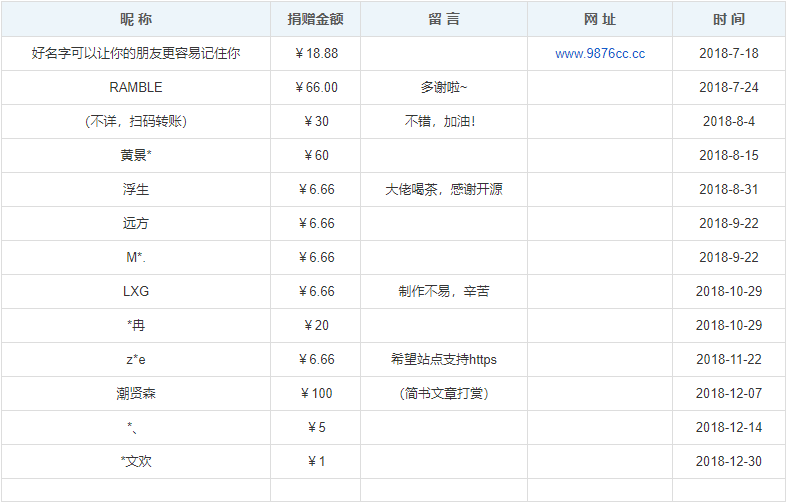 昵 称 捐赠金额 留 言 网 址 时 间
好名字可以让你的朋友更容易记住你 ￥18.88 www.9876cc.cc 2018-7-18
RAMBLE ￥66.00 多谢啦~ 2018-7-24
（不详，扫码转账） ￥30 不错，加油！ 2018-8-4
黄景* ￥60 2018-8-15
浮生 ￥6.66 大佬喝茶，感谢开源 2018-8-31
远方 ￥6.66 2018-9-22
M*. ￥6.66 2018-9-22
LXG ￥6.66 制作不易，辛苦 2018-10-29
*冉 ￥20 2018-10-29
z*e ￥6.66 希望站点支持https 2018-11-22
潮贤森 ￥100 （简书文章打赏） 2018-12-07
*、 ￥5 2018-12-14
*文欢 ￥1 2018-12-30